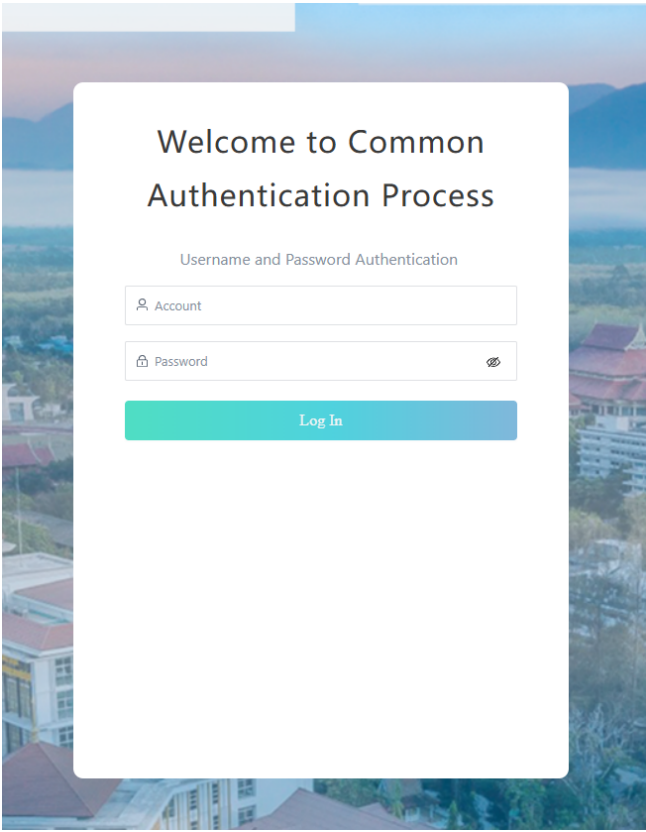 Welcome to Common
Authentication Process
Username and Password Authentication
Account
Password
Log In